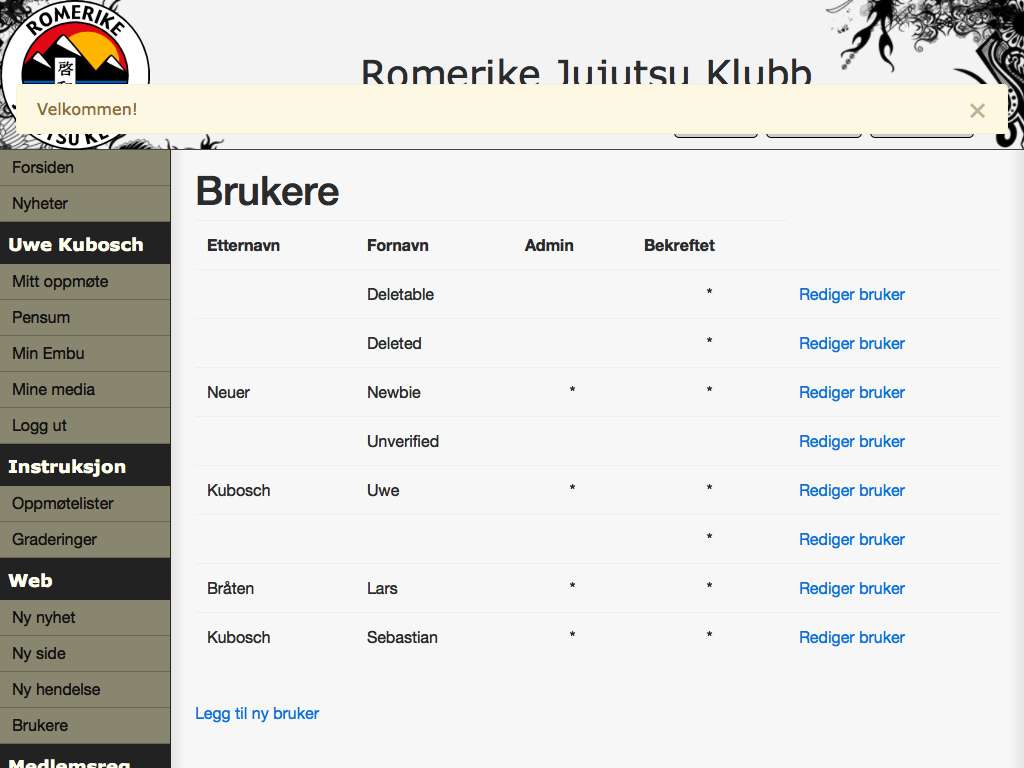 ROMERIKE
啓
Romerike Jujutsu Klubb
Velkommen! ×
Forsiden
Nyheter
Uwe Kubosch
Mitt oppmøte
Pensum
Min Embu
Mine media
Logg ut
Instruksjon
Oppmøtelister
Graderinger
Web
Ny nyhet
Ny side
Ny hendelse
Brukere
Medlemsreg
Brukere
Etternavn Fornavn Admin Bekreftet
Deletable * Rediger bruker
Deleted * Rediger bruker
Neuer Newbie * * Rediger bruker
Unverified Rediger bruker
Kubosch Uwe * * Rediger bruker
* Rediger bruker
Bråten Lars * * Rediger bruker
Kubosch Sebastian * * Rediger bruker
Legg til ny bruker